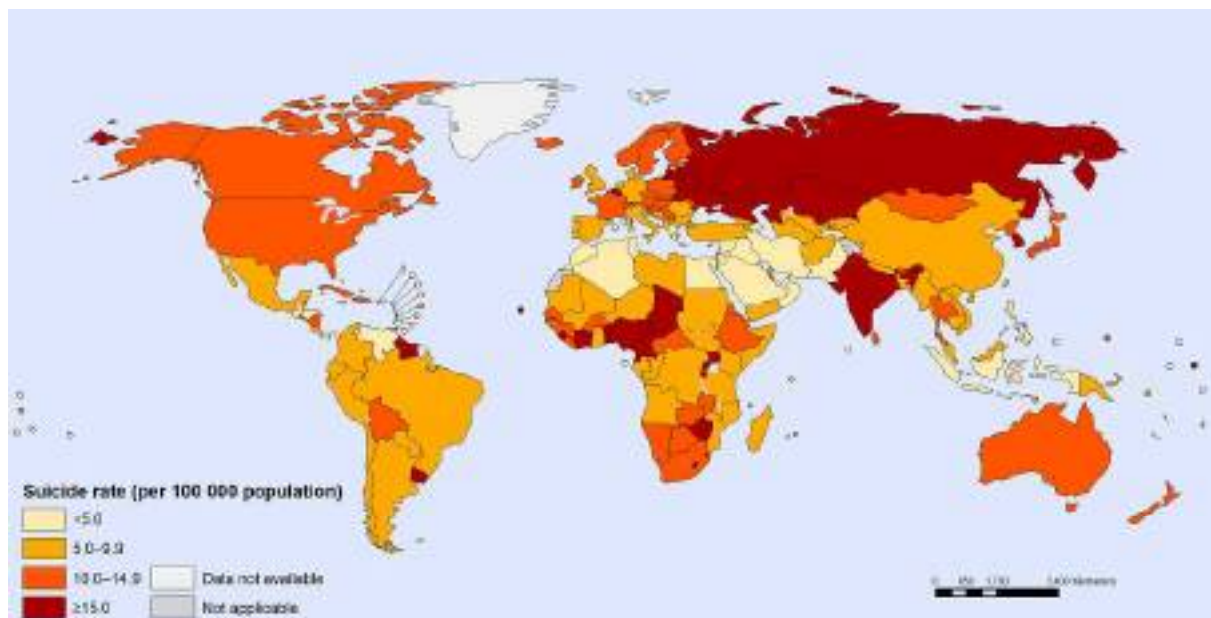 Suicide rate (per 100 000 population)
<5.0
5.0–9.9
10.0–14.9
≥15.0
Data not available
Not applicable